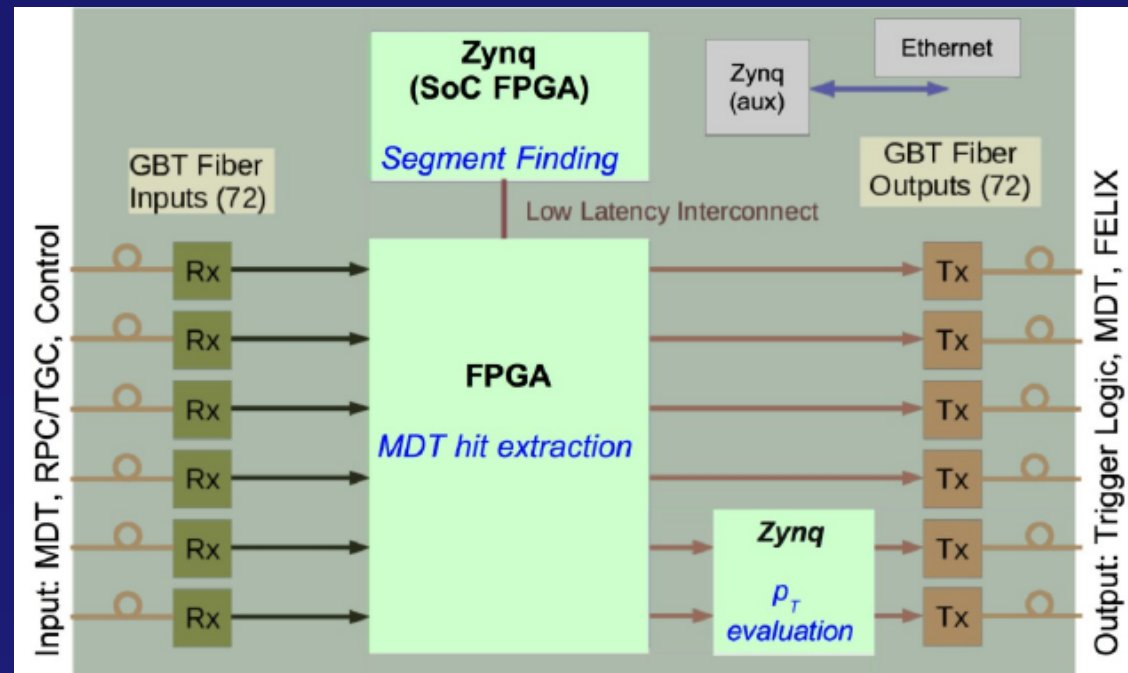 Zynq
(SoC FPGA)
Segment Finding
Zynq
(aux)
Ethernet
GBT Fiber
Inputs (72)
GBT Fiber
Outputs (72)
Low Latency Interconnect
Input: MDT, RPC/TGC, Control
Rx
Rx
Rx
Rx
Rx
Rx
FPGA
MDT hit extraction
Zynq
pT
evaluation
Tx
Tx
Tx
Tx
Tx
Tx
Output: Trigger Logic, MDT, FELIX